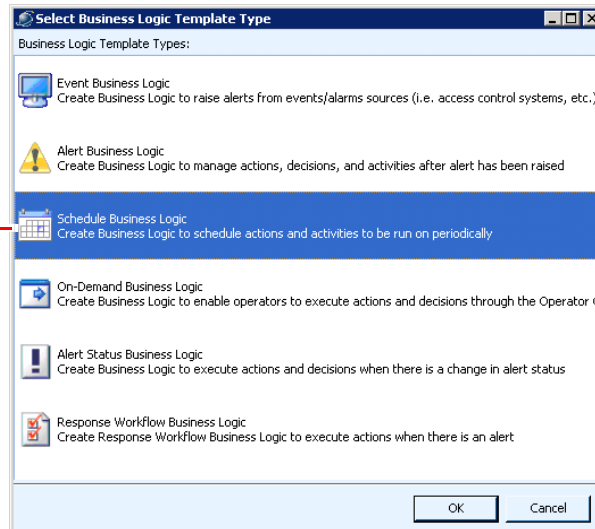 Select Business Logic Template Type
Business Logic Template Types:
Event Business Logic
Create Business Logic to raise alerts from events/alarms sources (i.e. access control systems, etc.)
Alert Business Logic
Create Business Logic to manage actions, decisions, and activities after alert has been raised
Schedule Business Logic
Create Business Logic to schedule actions and activities to be run on periodically
On-Demand Business Logic
Create Business Logic to enable operators to execute actions and decisions through the Operator
Alert Status Business Logic
Create Business Logic to execute actions and decisions when there is a change in alert status
Response Workflow Business Logic
Create Response Workflow Business Logic to execute actions when there is an alert
OK Cancel